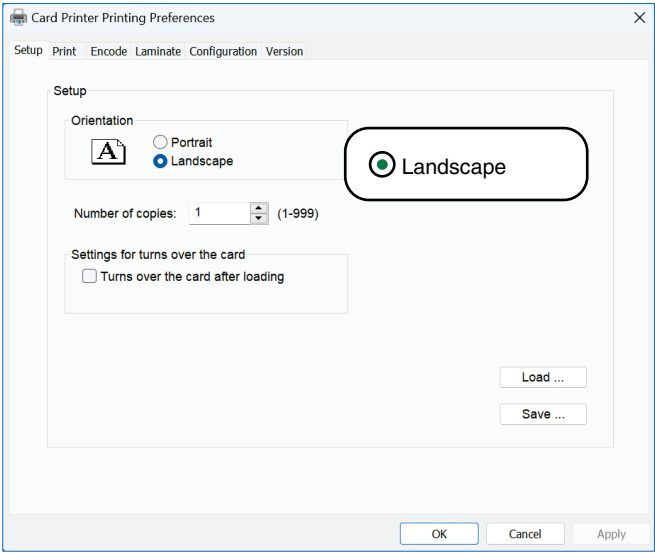 Card Printer Printing Preferences
Setup Print Encode Laminate Configuration Version
Setup
Orientation
A
Portrait
Landscape
Landscape
Number of copies: 1 (1-999)
Settings for turns over the card
Turns over the card after loading
Load ...
Save ...
OK Cancel Apply